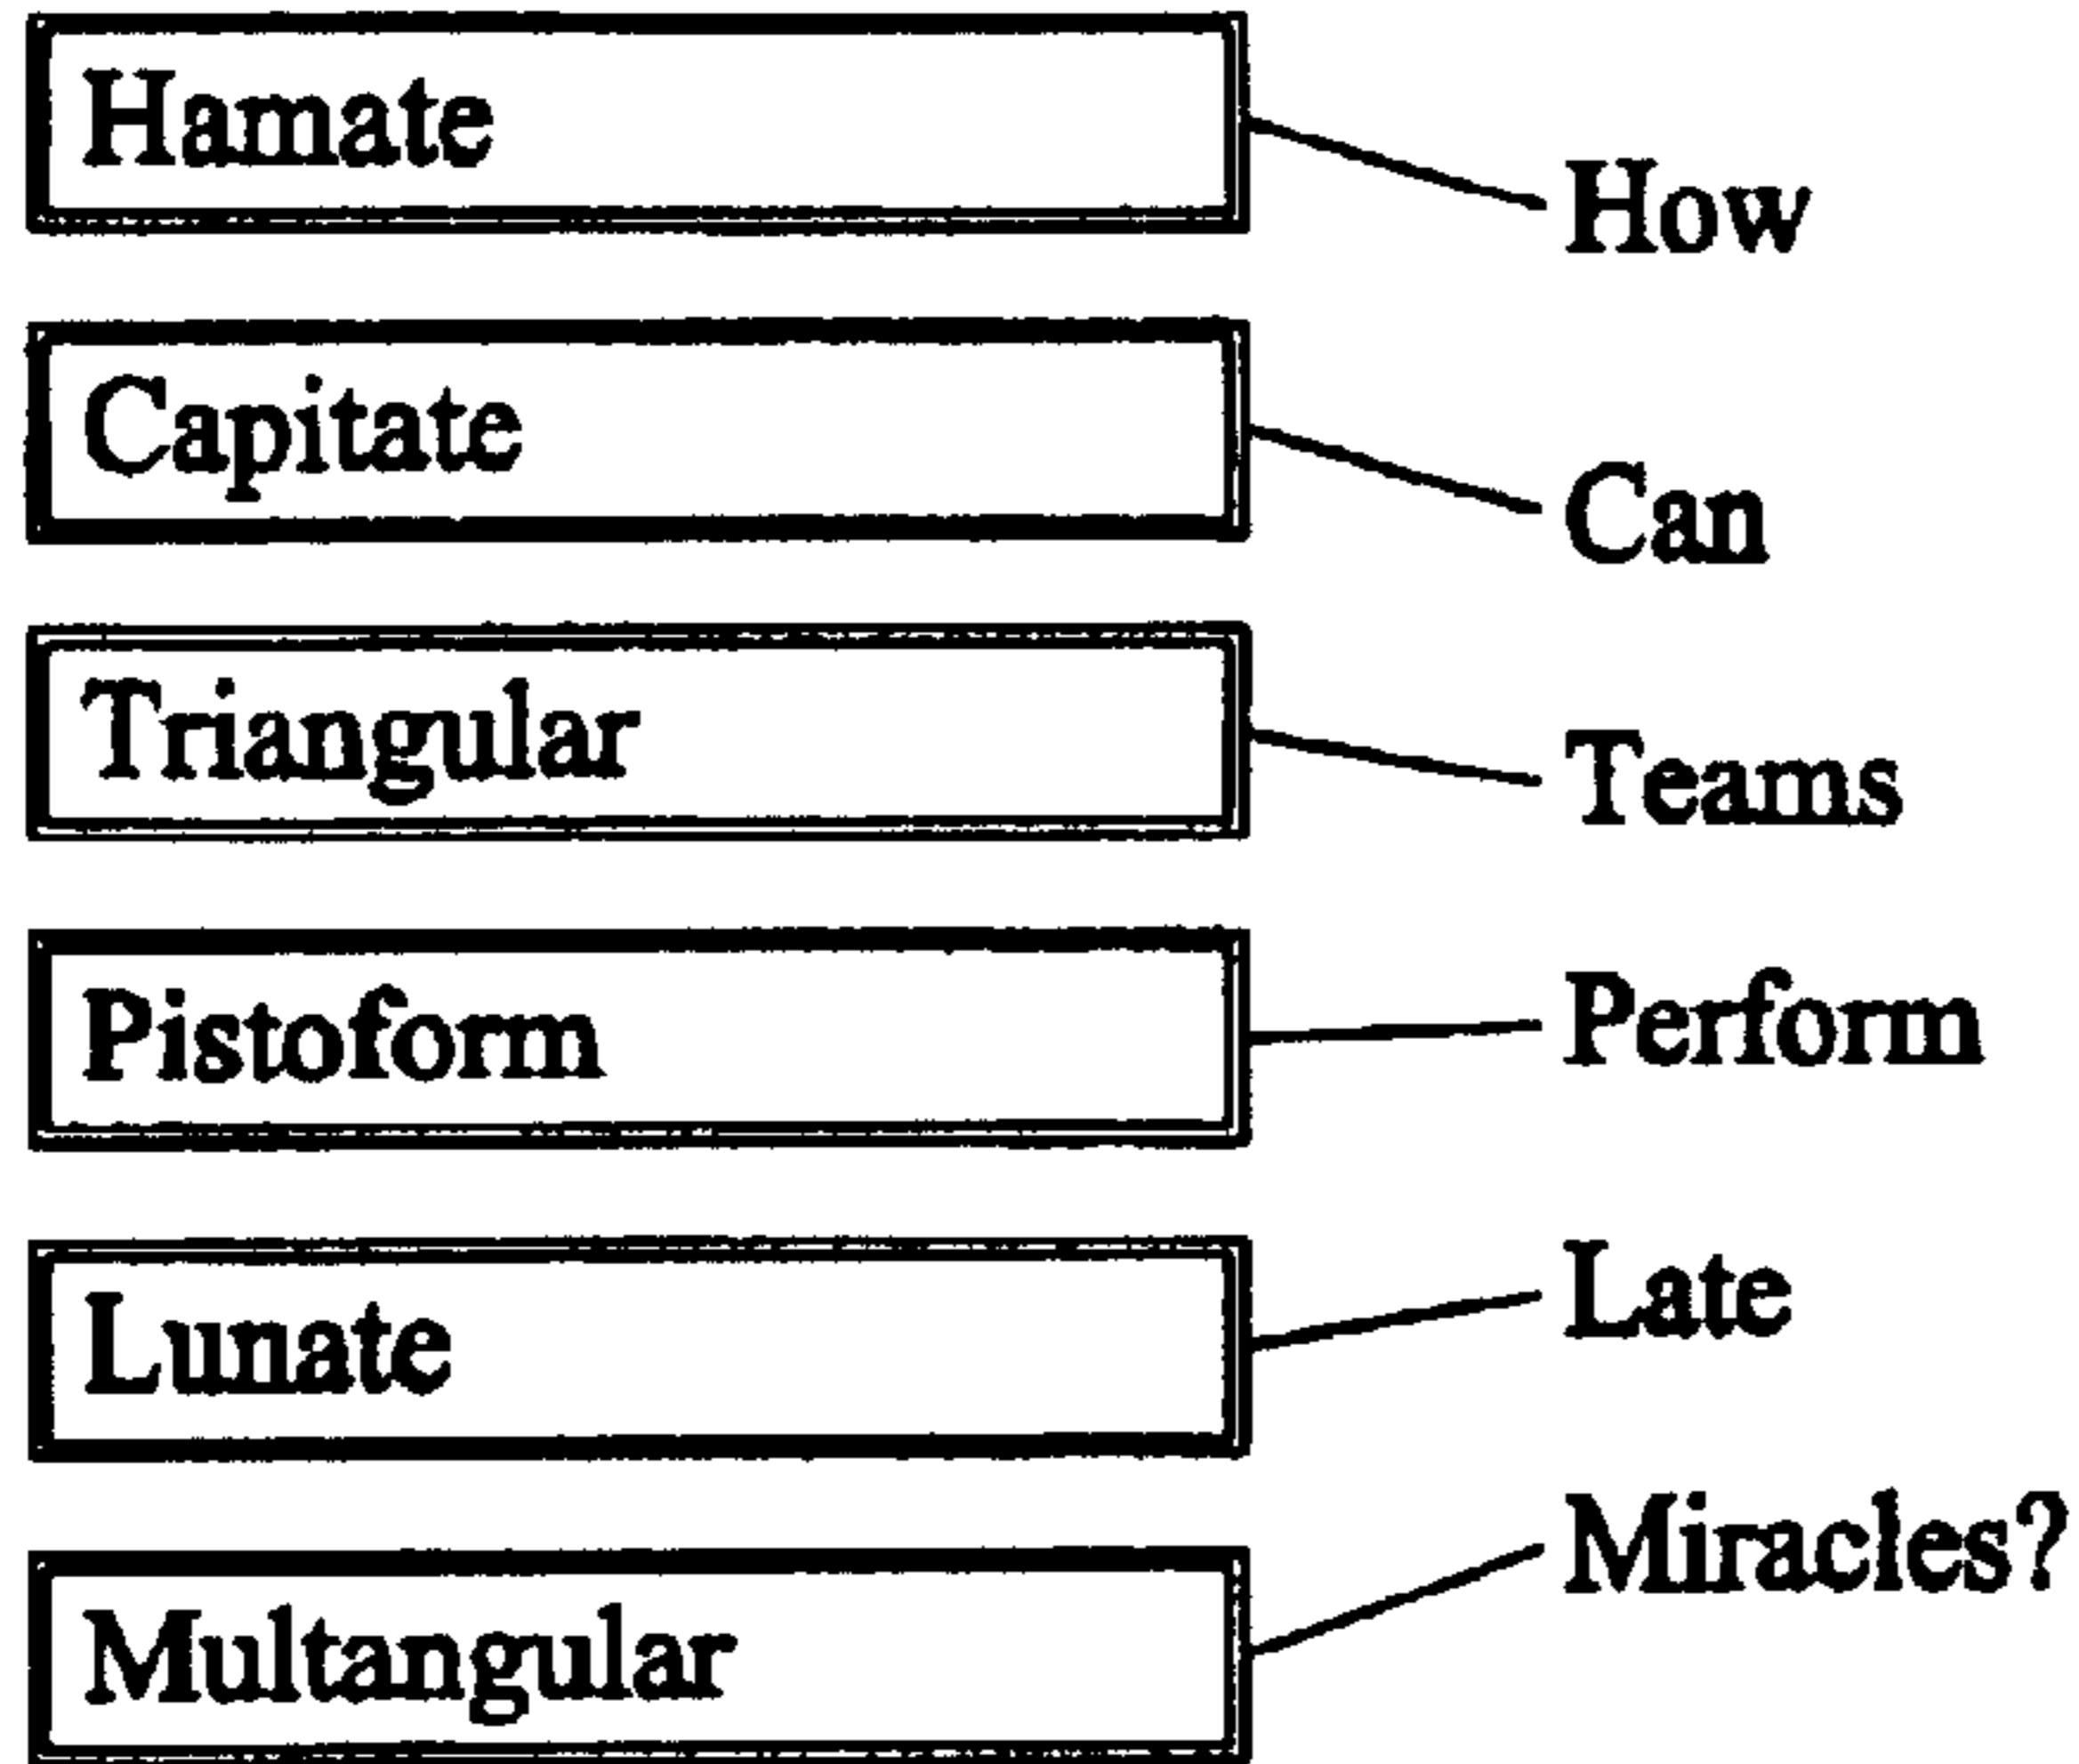 Hamate
How
Capitate
Can
Triangular
Teams
Pistoform
Perform
Lunate
Late
Multangular
Miracles?